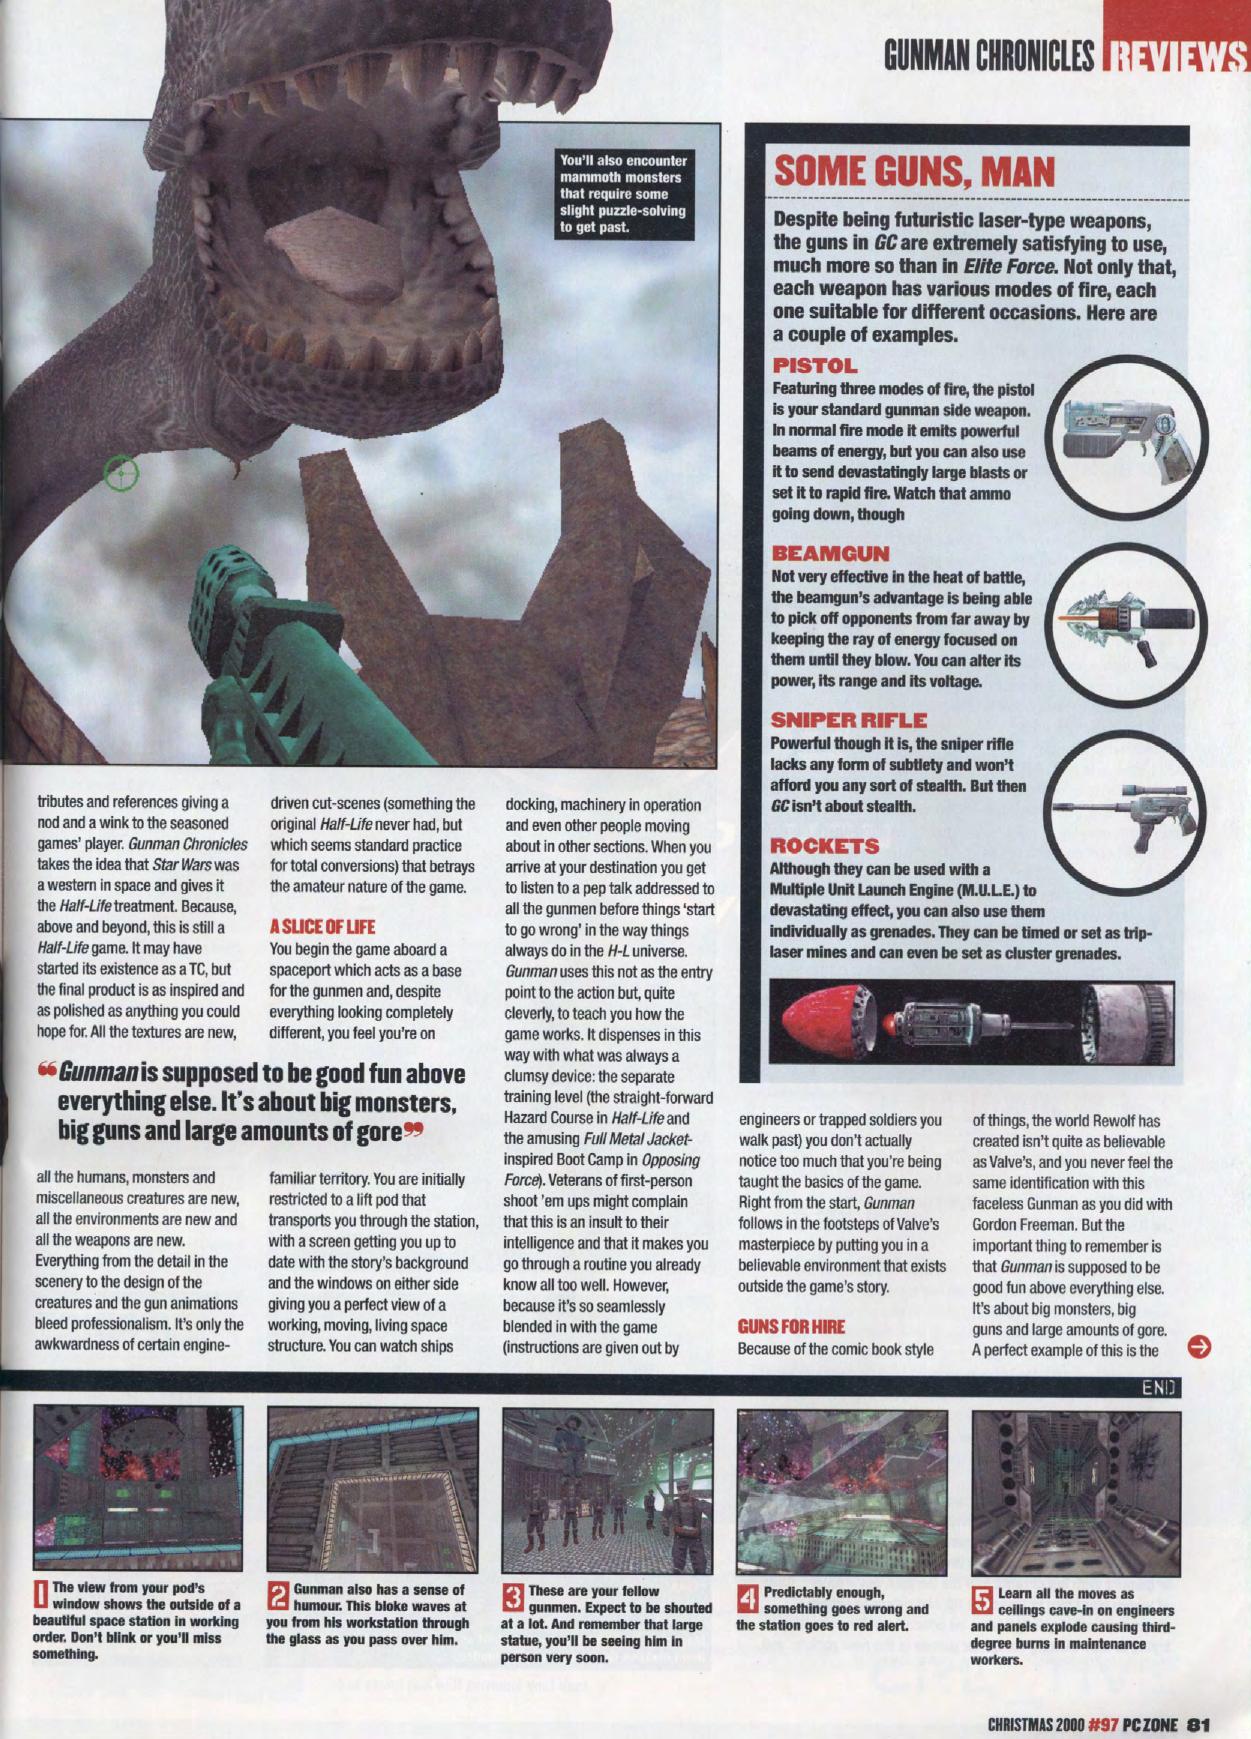 GUNMAN CHRONICLES REVIEWS
You'll also encounter
mammoth monsters
that require some
slight puzzle-solving
to get past.
SOME GUNS, MAN
Despite being futuristic laser-type weapons,
the guns in GC are extremely satisfying to use,
much more so than in Elite Force. Not only that,
each weapon has various modes of fire, each
one suitable for different occasions. Here are
a couple of examples.
PISTOL
Featuring three modes of fire, the pistol
is your standard gunman side weapon.
In normal fire mode it emits powerful
beams of energy, but you can also use
it to send devastatingly large blasts or
set it to rapid fire. Watch that ammo
going down, though
BEAMGUN
Not very effective in the heat of battle,
the beamgun's advantage is being able
to pick off opponents from far away by
keeping the ray of energy focused on
them until they blow. You can alter its
power, its range and its voltage.
SNIPER RIFLE
Powerful though it is, the sniper rifle
lacks any form of subtlety and won't
afford you any sort of stealth. But then
GC isn't about stealth.
ROCKETS
Although they can be used with a
Multiple Unit Launch Engine (M.U.L.E.) to
devastating effect, you can also use them
individually as grenades. They can be timed or set as trip-
laser mines and can even be set as cluster grenades.
tributes and references giving a
nod and a wink to the seasoned
games' player. Gunman Chronicles
takes the idea that Star Wars was
a western in space and gives it
the Half-Life treatment. Because,
above and beyond, this is still a
Half-Life game. It may have
started its existence as a TC, but
the final product is as inspired and
as polished as anything you could
hope for. All the textures are new,
“Gunman is supposed to be good fun above
everything else. It's about big monsters,
big guns and large amounts of gore”
all the humans, monsters and
miscellaneous creatures are new,
all the environments are new and
all the weapons are new.
Everything from the detail in the
scenery to the design of the
creatures and the gun animations
bleed professionalism. It's only the
awkwardness of certain engine-
driven cut-scenes (something the
original Half-Life never had, but
which seems standard practice
for total conversions) that betrays
the amateur nature of the game.
A SLICE OF LIFE
You begin the game aboard a
spaceport which acts as a base
for the gunmen and, despite
everything looking completely
different, you feel you're on
familiar territory. You are initially
restricted to a lift pod that
transports you through the station,
with a screen getting you up to
date with the story's background
and the windows on either side
giving you a perfect view of a
working, moving, living space
structure. You can watch ships
docking, machinery in operation
and even other people moving
about in other sections. When you
arrive at your destination you get
to listen to a pep talk addressed to
all the gunmen before things 'start
to go wrong' in the way things
always do in the H-L universe.
Gunman uses this not as the entry
point to the action but, quite
cleverly, to teach you how the
game works. It dispenses in this
way with what was always a
clumsy device: the separate
training level (the straight-forward
Hazard Course in Half-Life and
the amusing Full Metal Jacket-
inspired Boot Camp in Opposing
Force). Veterans of first-person
shoot 'em ups might complain
that this is an insult to their
intelligence and that it makes you
go through a routine you already
know all too well. However,
because it's so seamlessly
blended in with the game
(instructions are given out by
engineers or trapped soldiers you
walk past) you don't actually
notice too much that you're being
taught the basics of the game.
Right from the start, Gunman
follows in the footsteps of Valve's
masterpiece by putting you in a
believable environment that exists
outside the game's story.
GUNS FOR HIRE
Because of the comic book style
of things, the world Rewolf has
created isn't quite as believable
as Valve's, and you never feel the
same identification with this
faceless Gunman as you did with
Gordon Freeman. But the
important thing to remember is
that Gunman is supposed to be
good fun above everything else.
It's about big monsters, big
guns and large amounts of gore.
A perfect example of this is the
END
1 The view from your pod's
window shows the outside of a
beautiful space station in working
order. Don't blink or you'll miss
something.
2 Gunman also has a sense of
humour. This bloke waves at
you from his workstation through
the glass as you pass over him.
3 These are your fellow
gunmen. Expect to be shouted
at a lot. And remember that large
statue, you'll be seeing him in
person very soon.
4 Predictably enough,
something goes wrong and
the station goes to red alert.
5 Learn all the moves as
ceilings cave-in on engineers
and panels explode causing third-
degree burns in maintenance
workers.
CHRISTMAS 2000 #97 PC ZONE 81